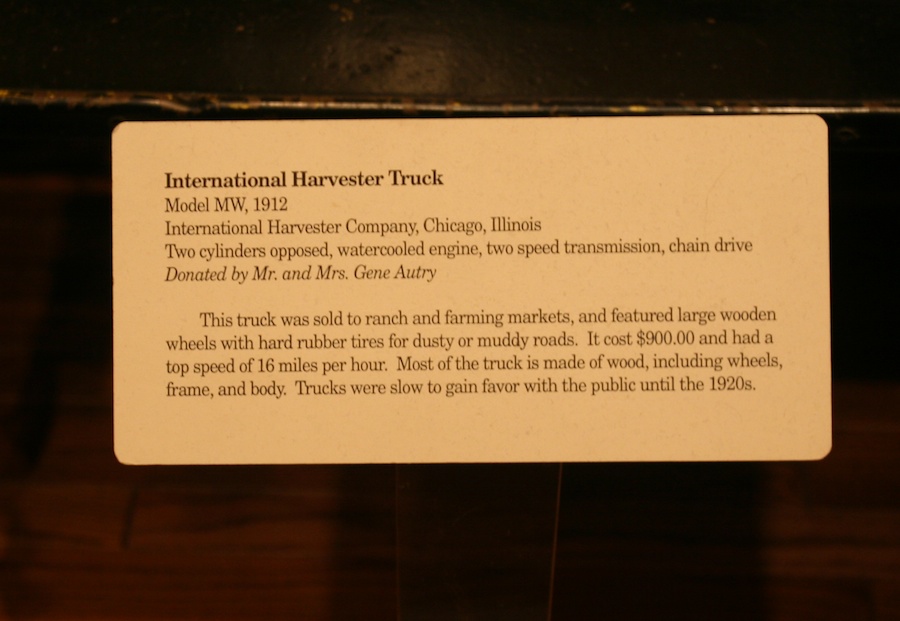 International Harvester Truck
Model MW, 1912
International Harvester Company, Chicago, Illinois
Two cylinders opposed, watercooled engine, two speed transmission, chain drive
Donated by Mr. and Mrs. Gene Autry
This truck was sold to ranch and farming markets, and featured large wooden
wheels with hard rubber tires for dusty or muddy roads.  It cost $900.00 and had a
top speed of 16 miles per hour.  Most of the truck is made of wood, including wheels,
frame, and body.  Trucks were slow to gain favor with the public until the 1920s.